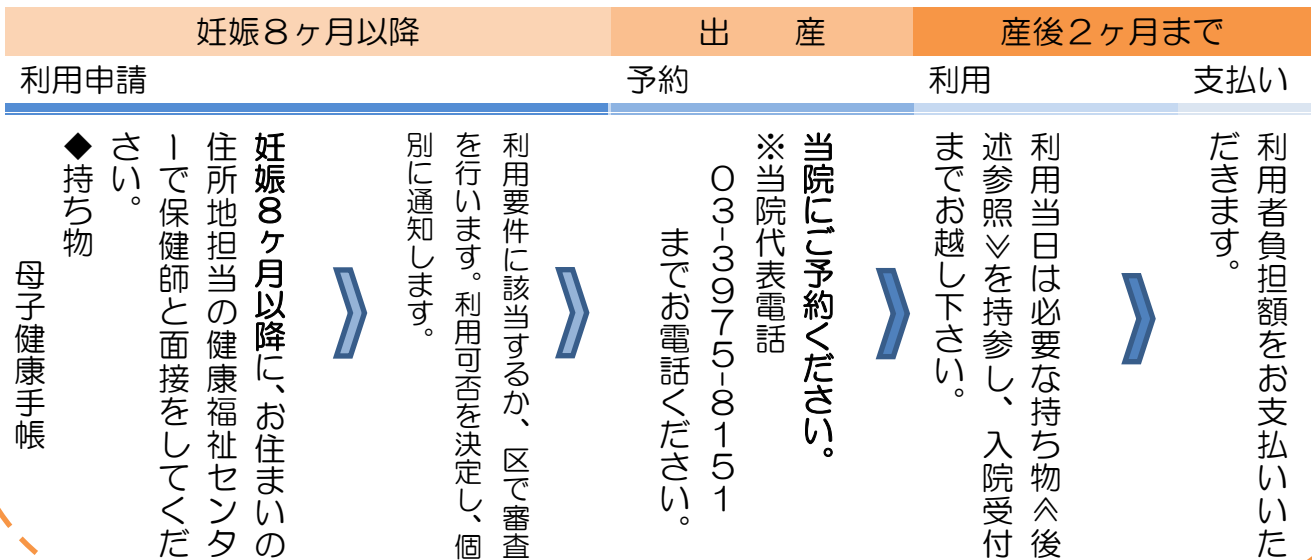 妊娠８ヶ月以降
出　産
産後２ヶ月まで
利用申請
予約
利用
支払い
妊娠８ヶ月以降に、お住まいの
住所地担当の健康福祉センタ
ーで保健師と面接をしてくだ
さい。
◆持ち物
母子健康手帳
利用要件に該当するか、区で審査
を行います。利用可否を決定し、個
別に通知します。
当院にご予約ください。
※当院代表電話
０３-３９７５-８１５１
までお電話ください。
利用当日は必要な持ち物≪後
述参照≫を持参し、入院受付
までお越し下さい。
利用者負担額をお支払いいた
だきます。